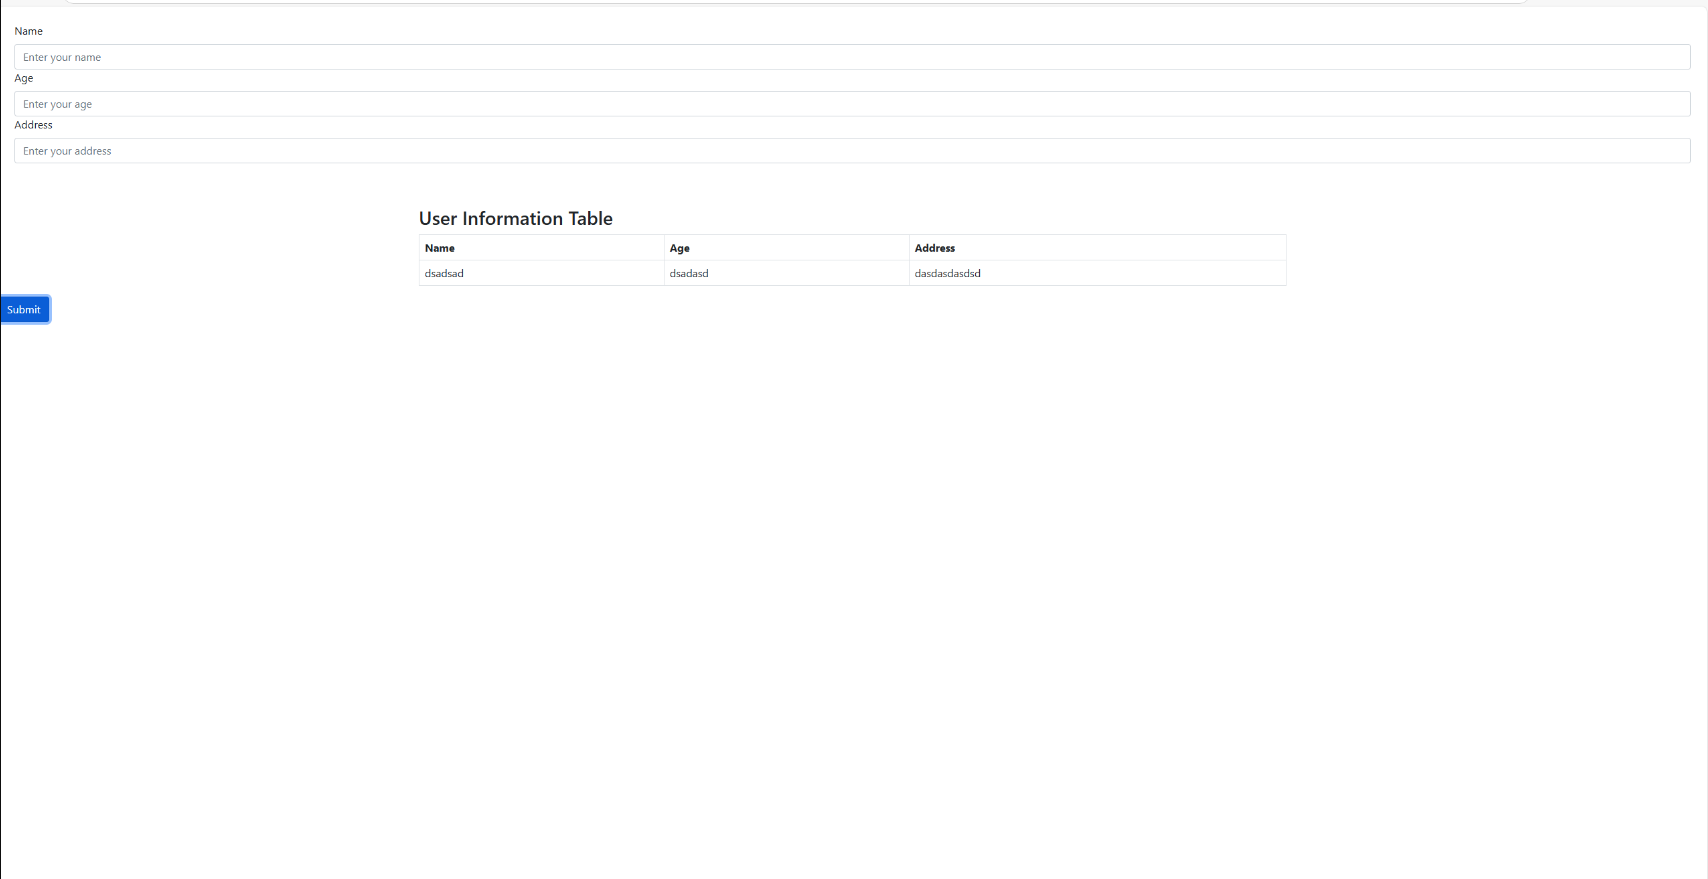 Name
Enter your name
Age
Enter your age
Address
Enter your address
User Information Table
Name Age Address
dsadsad dsadasd dasdasdasdsd
Submit